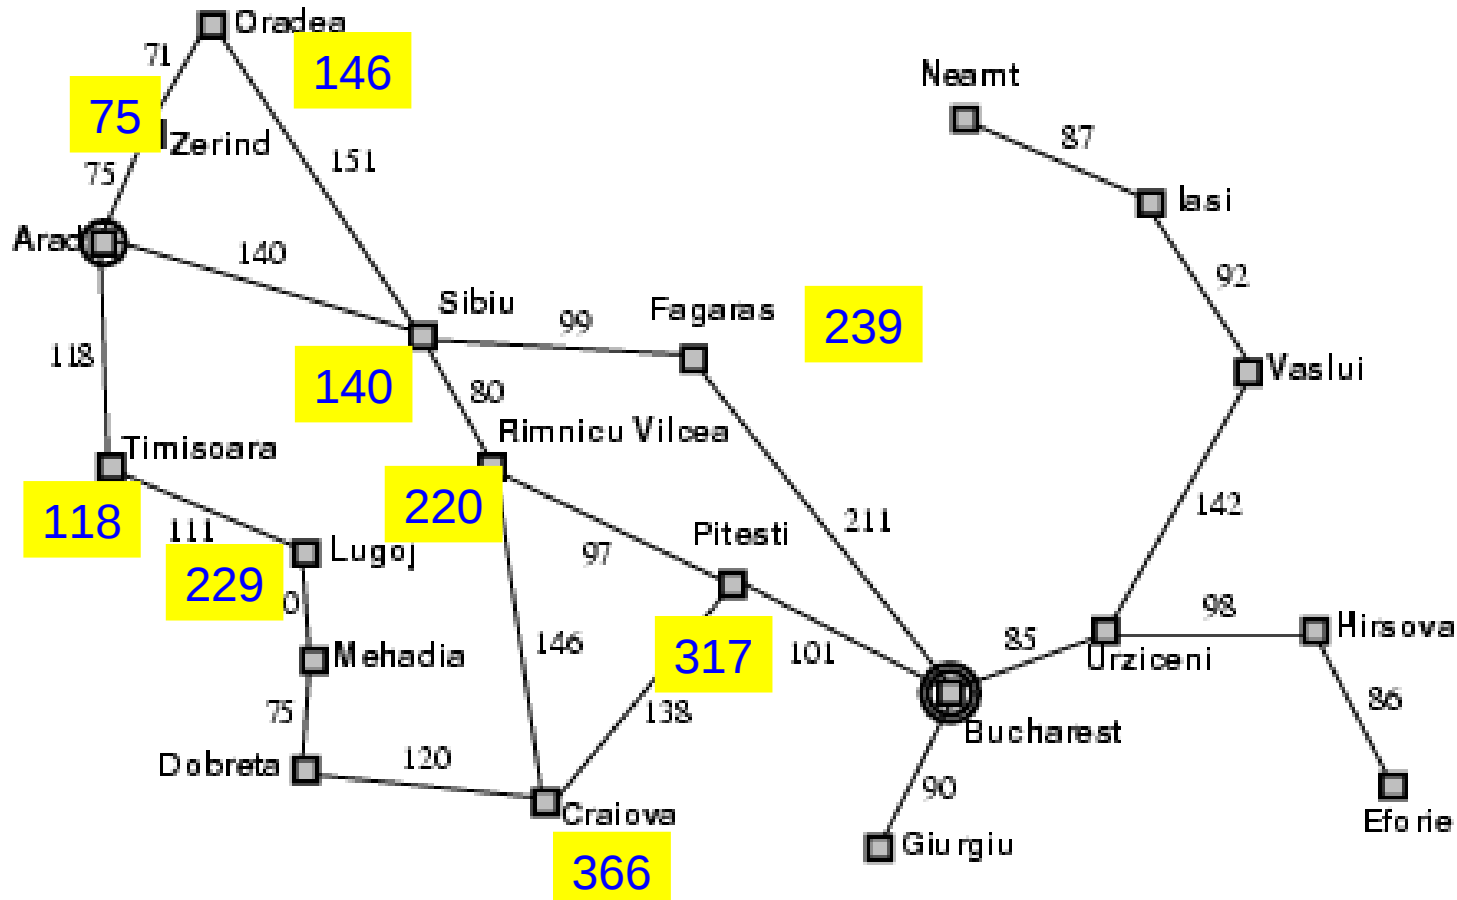 Oradea
71
146
Neamt
75
Zerind
87
151
75
Iasi
Arad
140
92
Sibiu
Fagaras
99
239
118
Vaslui
140
80
Rimnicu Vilcea
Timisoara
142
220
118
111
211
Pitesti
97
Lugoj
229
0
98
Hirsova
146
85
Urziceni
317
101
Mehadia
86
75
138
Bucharest
Dobreta
120
90
Craiova
Eforie
Giurgiu
366